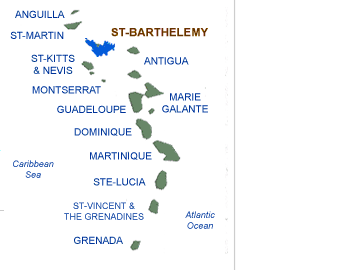 ANGUILLA
ST-MARTIN
ST-BARTHELEMY
ST-KITTS
& NEVIS
ANTIGUA
MONTSERRAT
MARIE
GALANTE
GUADELOUPE
DOMINIQUE
MARTINIQUE
Caribbean
Sea
STE-LUCIA
ST-VINCENT &
THE GRENADINES
Atlantic
Ocean
GRENADA